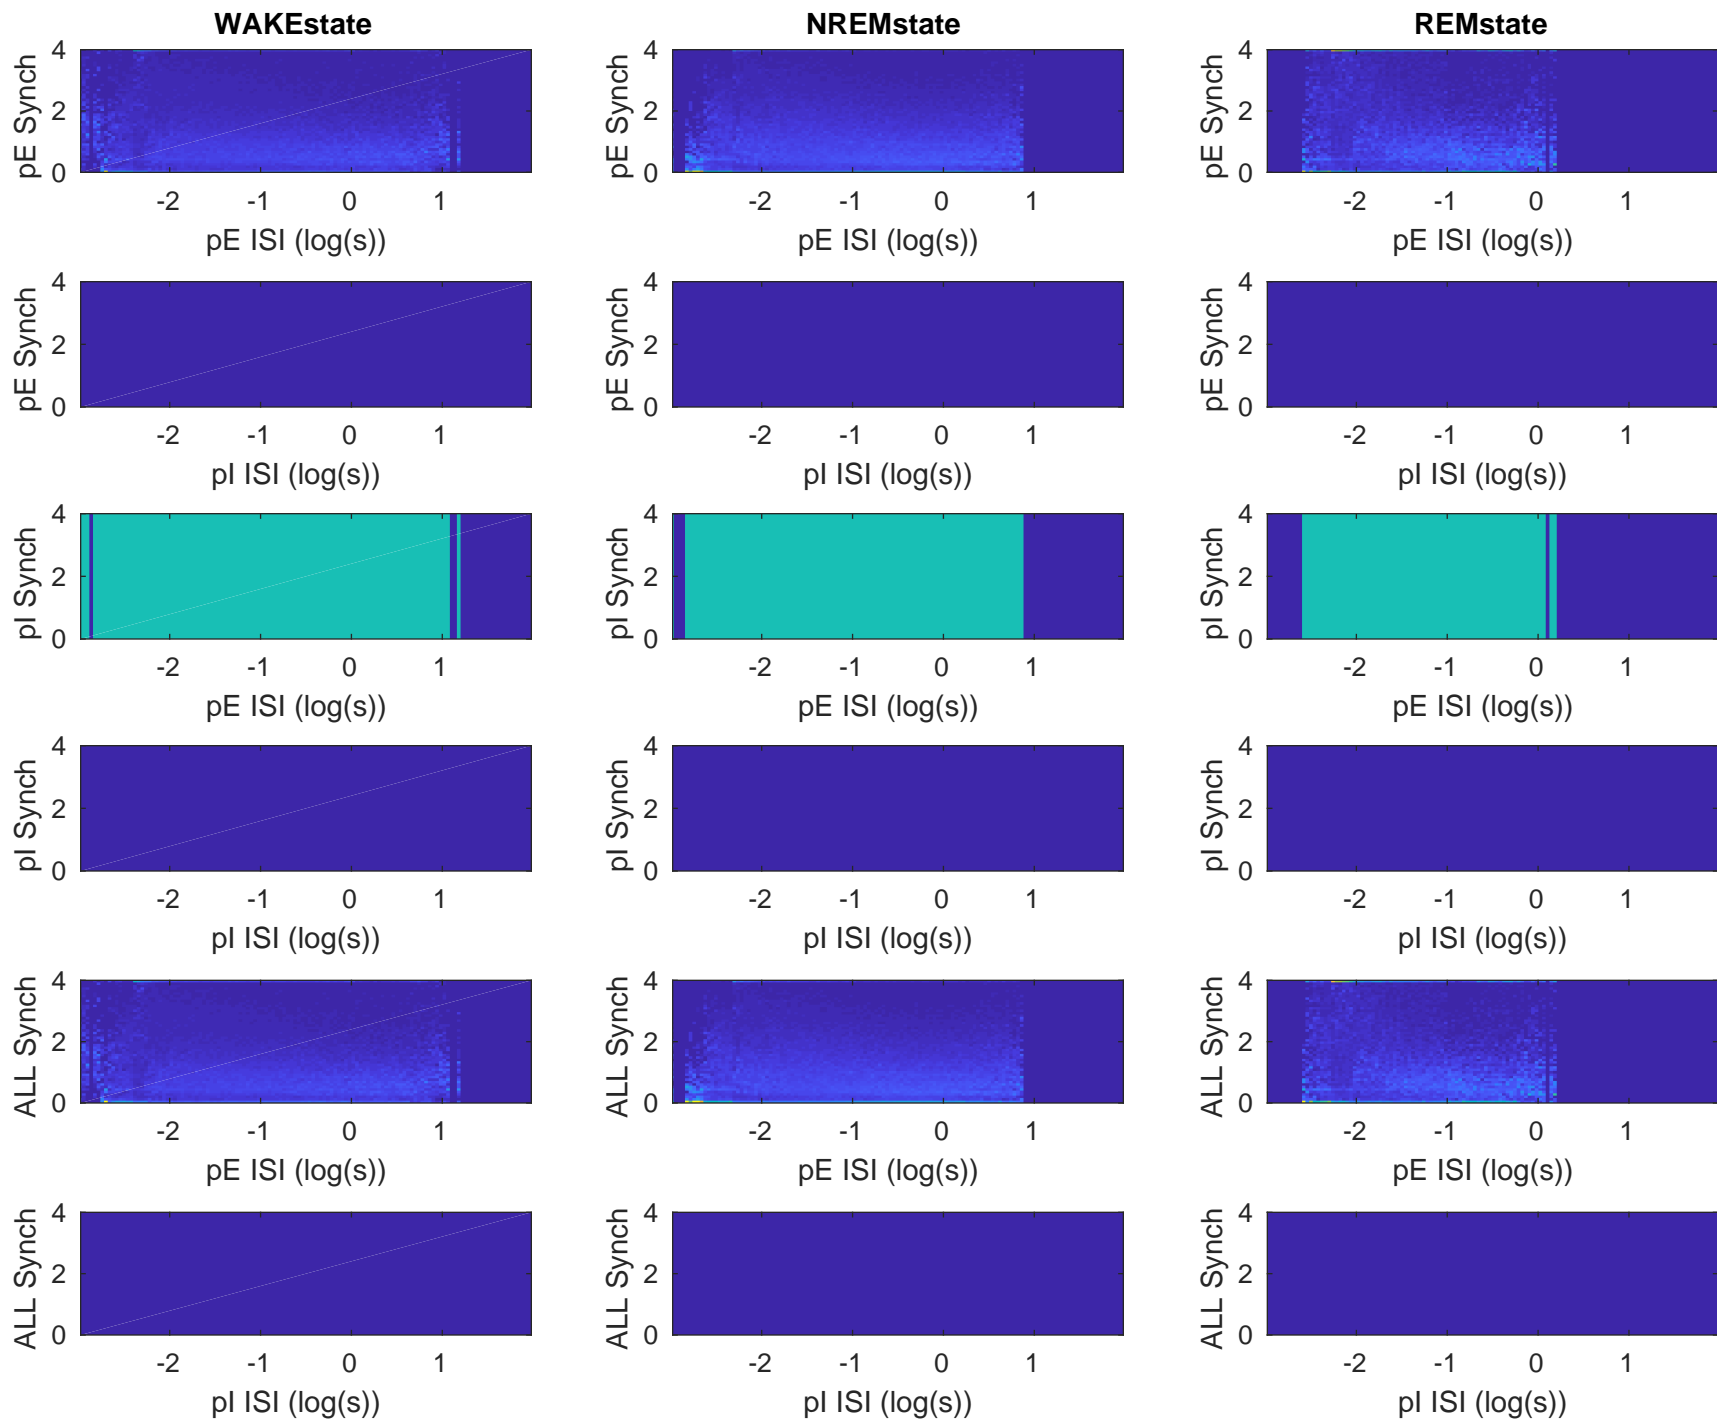 WAKEstate NREMstate REMstate
4 4 4
pE Synch pE Synch pE Synch
2 2 2
0 0 0
-2 -1 0 1 -2 -1 0 1 -2 -1 0 1
pE ISI (log(s)) pE ISI (log(s)) pE ISI (log(s))
4 4 4
pE Synch pE Synch pE Synch
2 2 2
0 0 0
-2 -1 0 1 -2 -1 0 1 -2 -1 0 1
pI ISI (log(s)) pI ISI (log(s)) pI ISI (log(s))
4 4 4
pI Synch pI Synch pI Synch
2 2 2
0 0 0
-2 -1 0 1 -2 -1 0 1 -2 -1 0 1
pE ISI (log(s)) pE ISI (log(s)) pE ISI (log(s))
4 4 4
pI Synch pI Synch pI Synch
2 2 2
0 0 0
-2 -1 0 1 -2 -1 0 1 -2 -1 0 1
pI ISI (log(s)) pI ISI (log(s)) pI ISI (log(s))
4 4 4
ALL Synch ALL Synch ALL Synch
2 2 2
0 0 0
-2 -1 0 1 -2 -1 0 1 -2 -1 0 1
pE ISI (log(s)) pE ISI (log(s)) pE ISI (log(s))
4 4 4
ALL Synch ALL Synch ALL Synch
2 2 2
0 0 0
-2 -1 0 1 -2 -1 0 1 -2 -1 0 1
pI ISI (log(s)) pI ISI (log(s)) pI ISI (log(s))